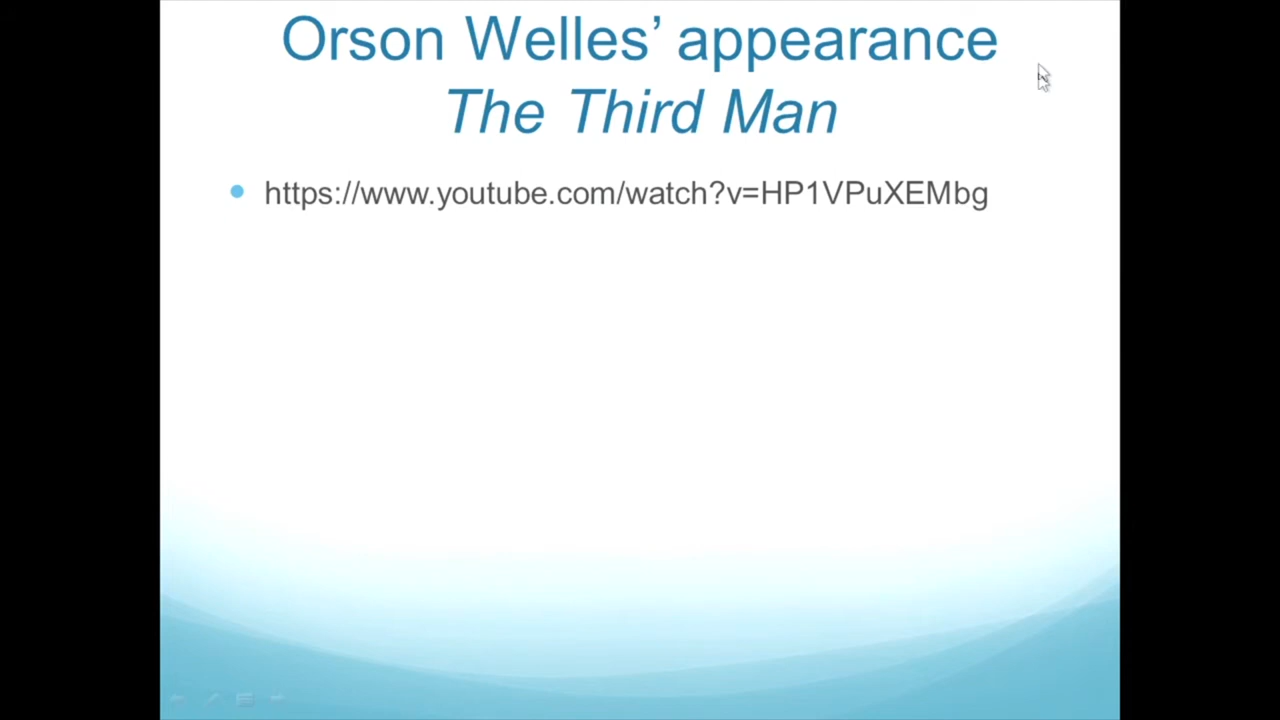 Orson Welles’ appearance
The Third Man
https://www.youtube.com/watch?v=HP1VPuXEMbg